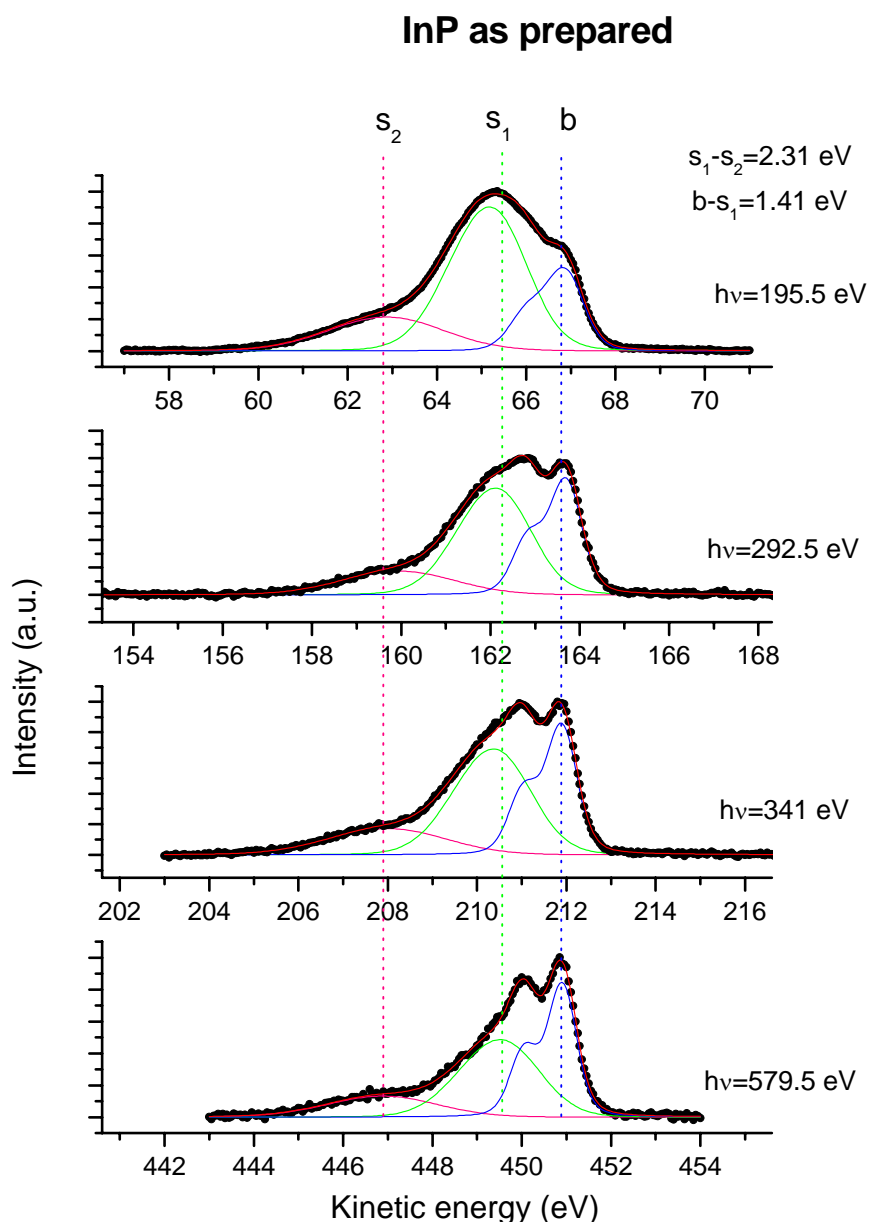 InP as prepared
s₂ s₁ b
s₁-s₂=2.31 eV
b-s₁=1.41 eV
hν=195.5 eV
58 60 62 64 66 68 70
hν=292.5 eV
154 156 158 160 162 164 166 168
hν=341 eV
202 204 206 208 210 212 214 216
hν=579.5 eV
442 444 446 448 450 452 454
Intensity (a.u.)
Kinetic energy (eV)